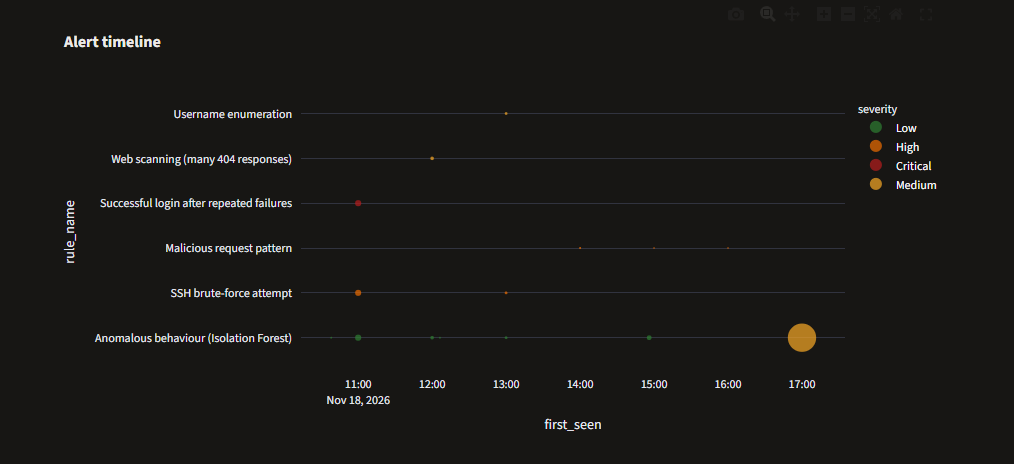 Alert timeline
Username enumeration
Web scanning (many 404 responses)
Successful login after repeated failures
Malicious request pattern
SSH brute-force attempt
Anomalous behaviour (Isolation Forest)
rule_name
11:00
Nov 18, 2026
12:00
13:00
14:00
15:00
16:00
17:00
first_seen
severity
Low
High
Critical
Medium